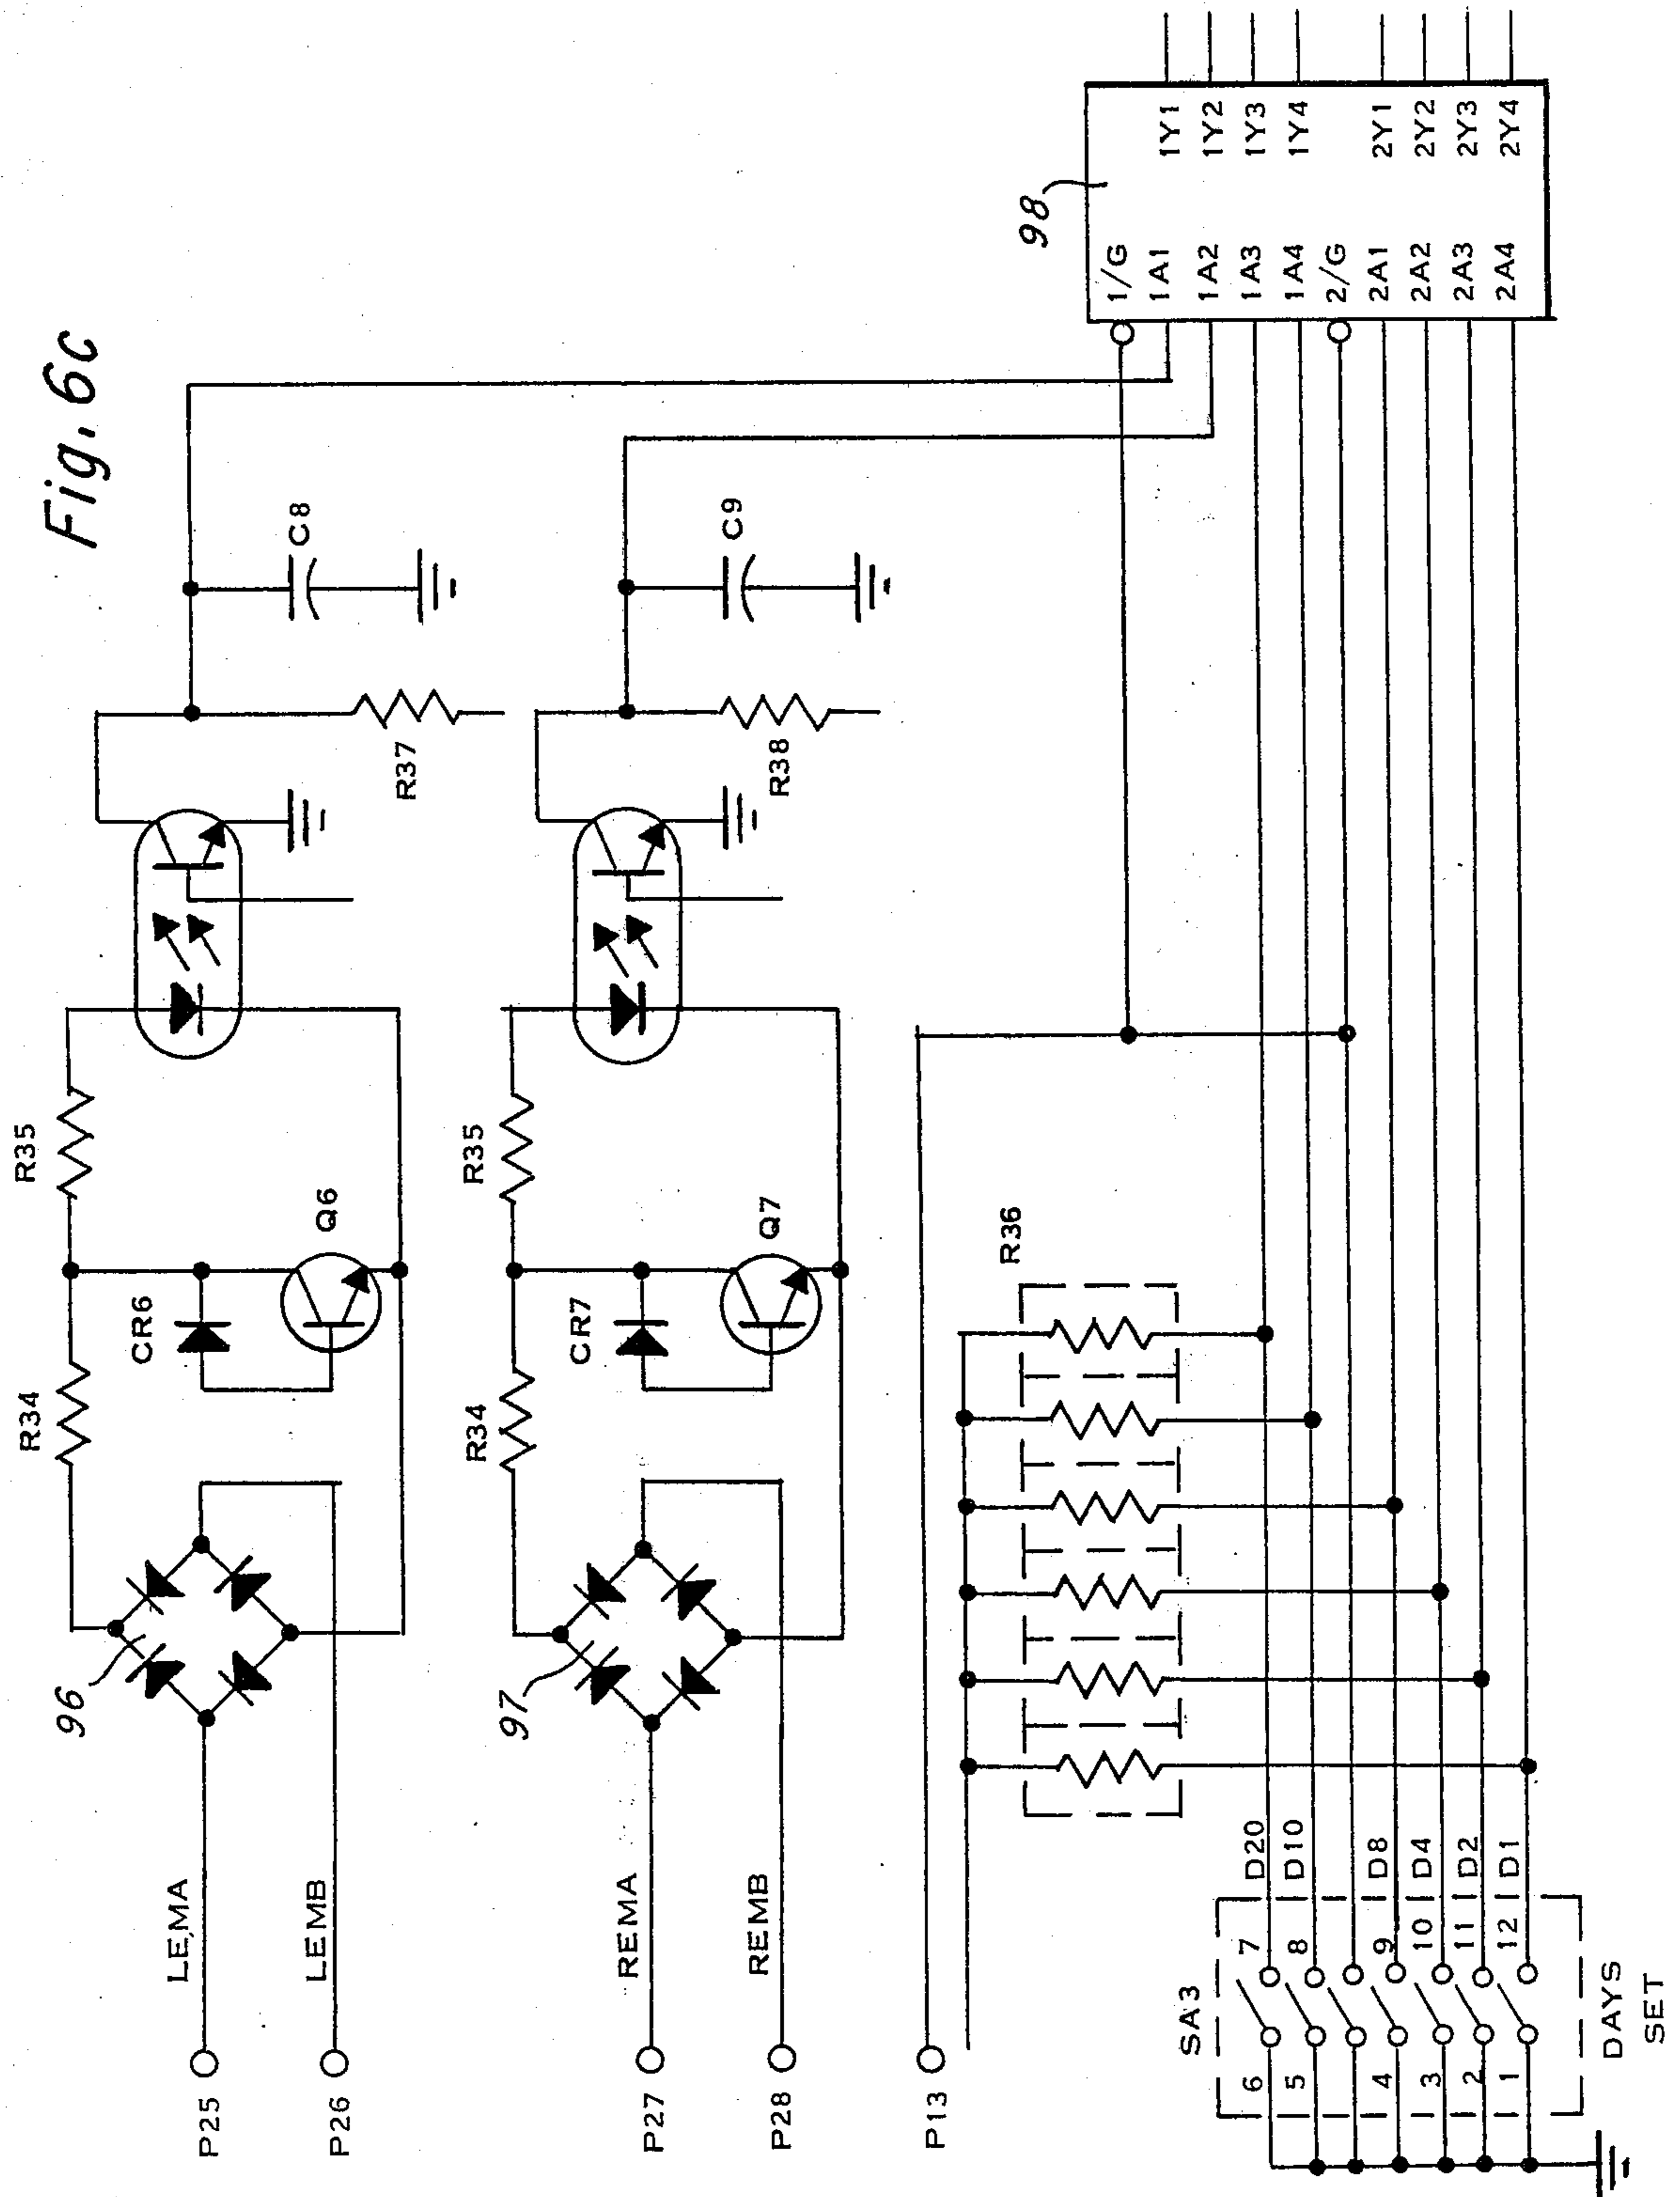 Fig. 6c
P25
LEMA
96
R34
R35
CR6
Q6
R37
C8
P26
LEMB
P27
REMA
97
R34
R35
CR7
Q7
R38
C9
P28
REMB
P13
R36
98
1/G
1A1
1A2
1A3
1A4
2/G
2A1
2A2
2A3
2A4
1Y1
1Y2
1Y3
1Y4
2Y1
2Y2
2Y3
2Y4
SA3
6 7 D20
5 8 D10
4 9 D8
3 10 D4
2 11 D2
1 12 D1
DAYS
SET